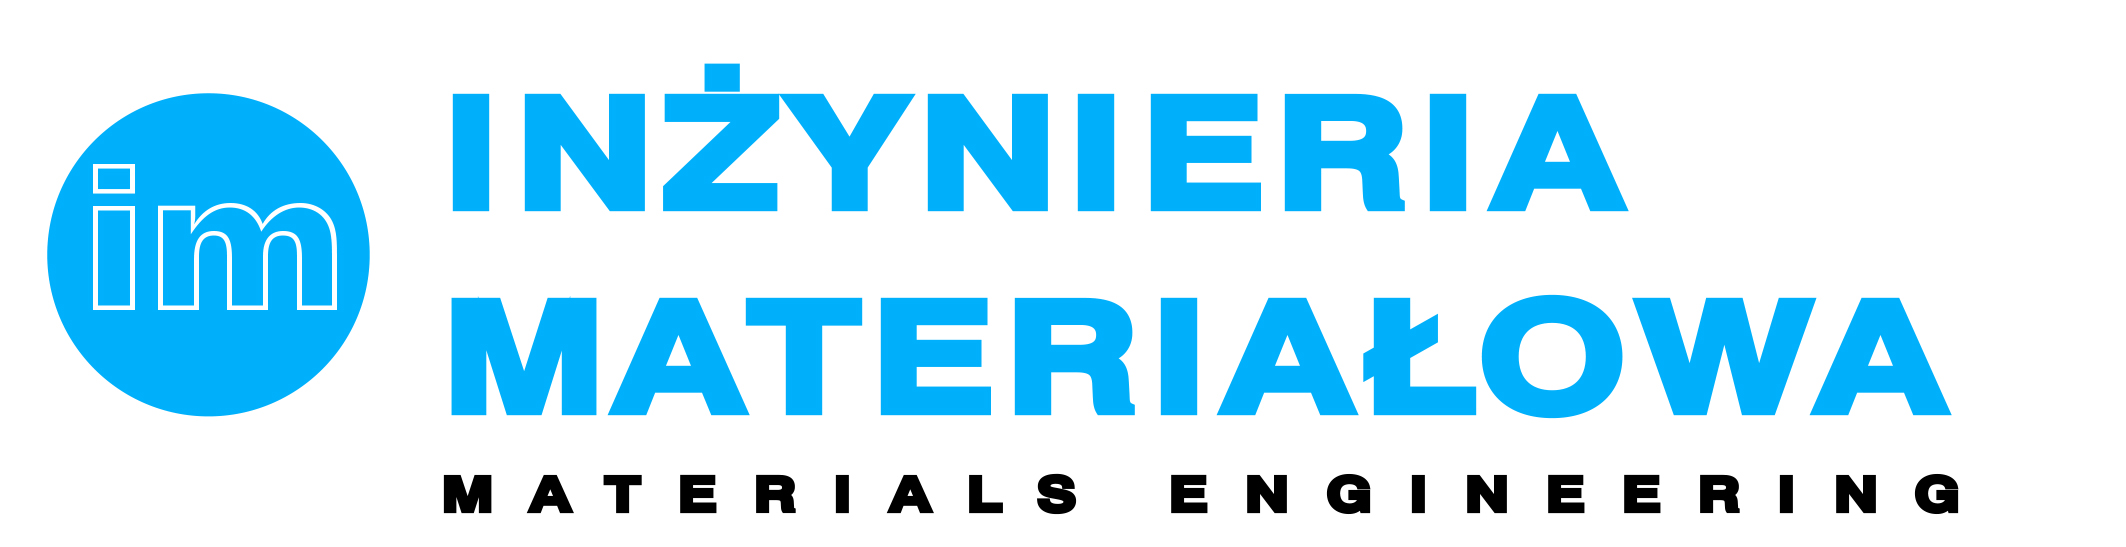 im
INŻYNIERIA
MATERIAŁOWA
MATERIALS ENGINEERING